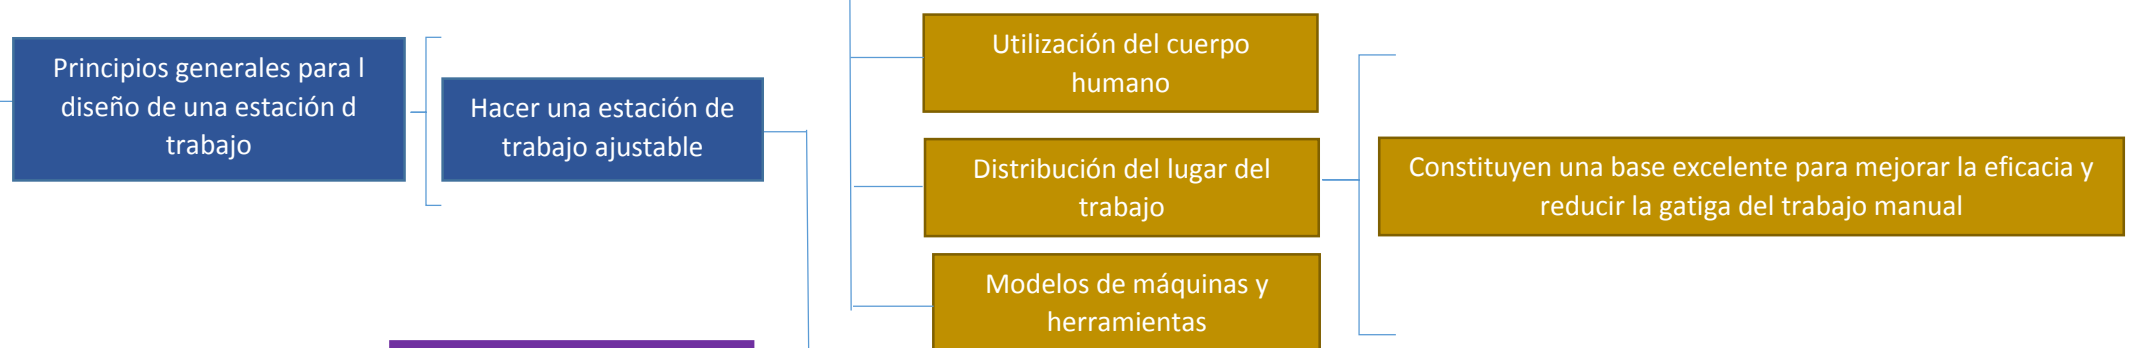 Principios generales para l
diseño de una estación d
trabajo
Hacer una estación de
trabajo ajustable
Utilización del cuerpo
humano
Distribución del lugar del
trabajo
Modelos de máquinas y
herramientas
Constituyen una base excelente para mejorar la eficacia y
reducir la gatiga del trabajo manual